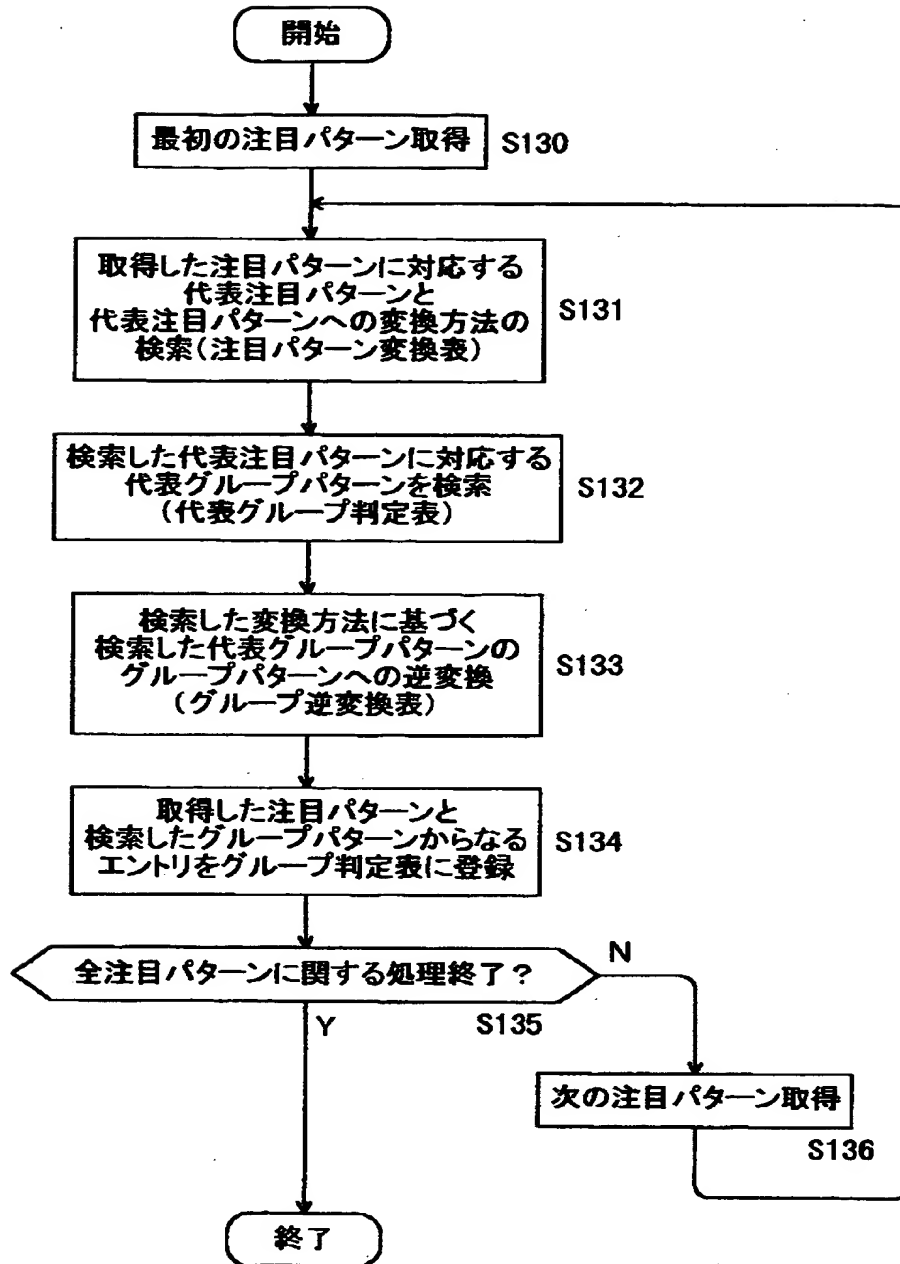 開始
最初の注目パターン取得
S130
取得した注目パターンに対応する
代表注目パターンと
代表注目パターンへの変換方法の
検索(注目パターン変換表)
S131
検索した代表注目パターンに対応する
代表グループパターンを検索
(代表グループ判定表)
S132
検索した変換方法に基づく
検索した代表グループパターンの
グループパターンへの逆変換
(グループ逆変換表)
S133
取得した注目パターンと
検索したグループパターンからなる
エントリをグループ判定表に登録
S134
全注目パターンに関する処理終了?
N
Y
S135
次の注目パターン取得
S136
終了